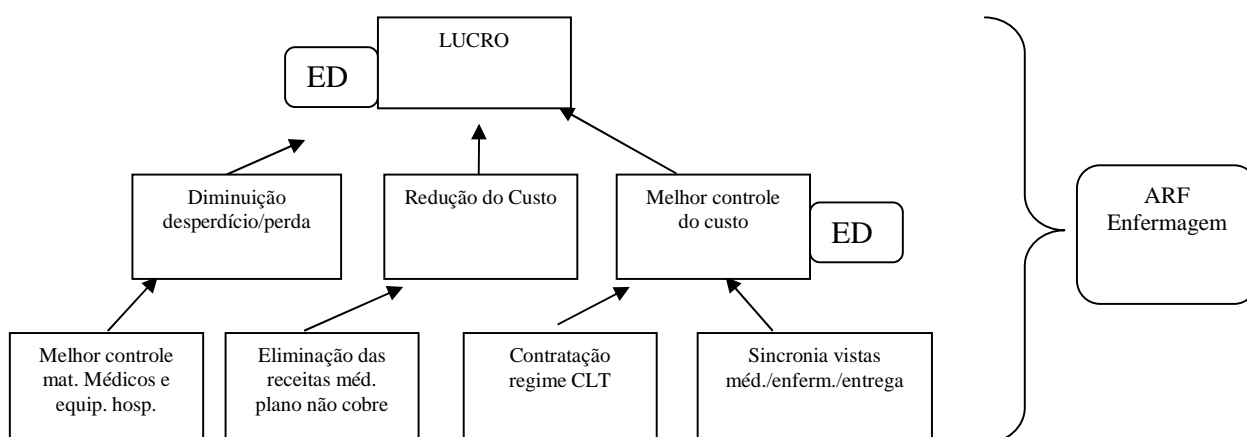 LUCRO
ED
Diminuição
desperdício/perda
Redução do Custo
Melhor controle
do custo
ED
ARF
Enfermagem
Melhor controle
mat. Médicos e
equip. hosp.
Eliminação das
receitas méd.
plano não cobre
Contratação
regime CLT
Sincronia vistas
méd./enferm./entrega